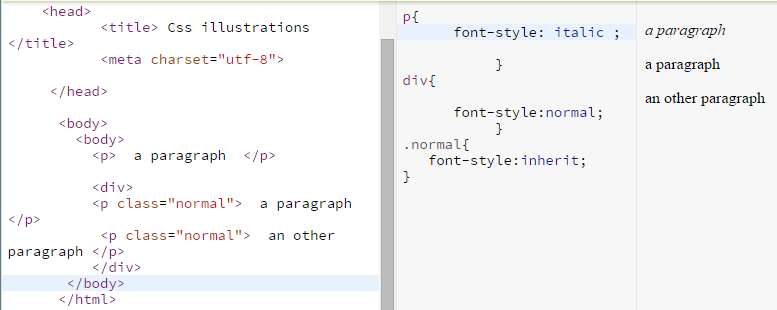 <head>
<title> Css illustrations
</title>
<meta charset="utf-8">
</head>
<body>
<body>
<p>  a paragraph  </p>
<div>
<p class="normal">  a paragraph
</p>
<p class="normal">  an other
paragraph </p>
</div>
</body>
</html>
p{
font-style: italic ;
}
div{
font-style:normal;
}
.normal{
font-style:inherit;
}
a paragraph
a paragraph
an other paragraph